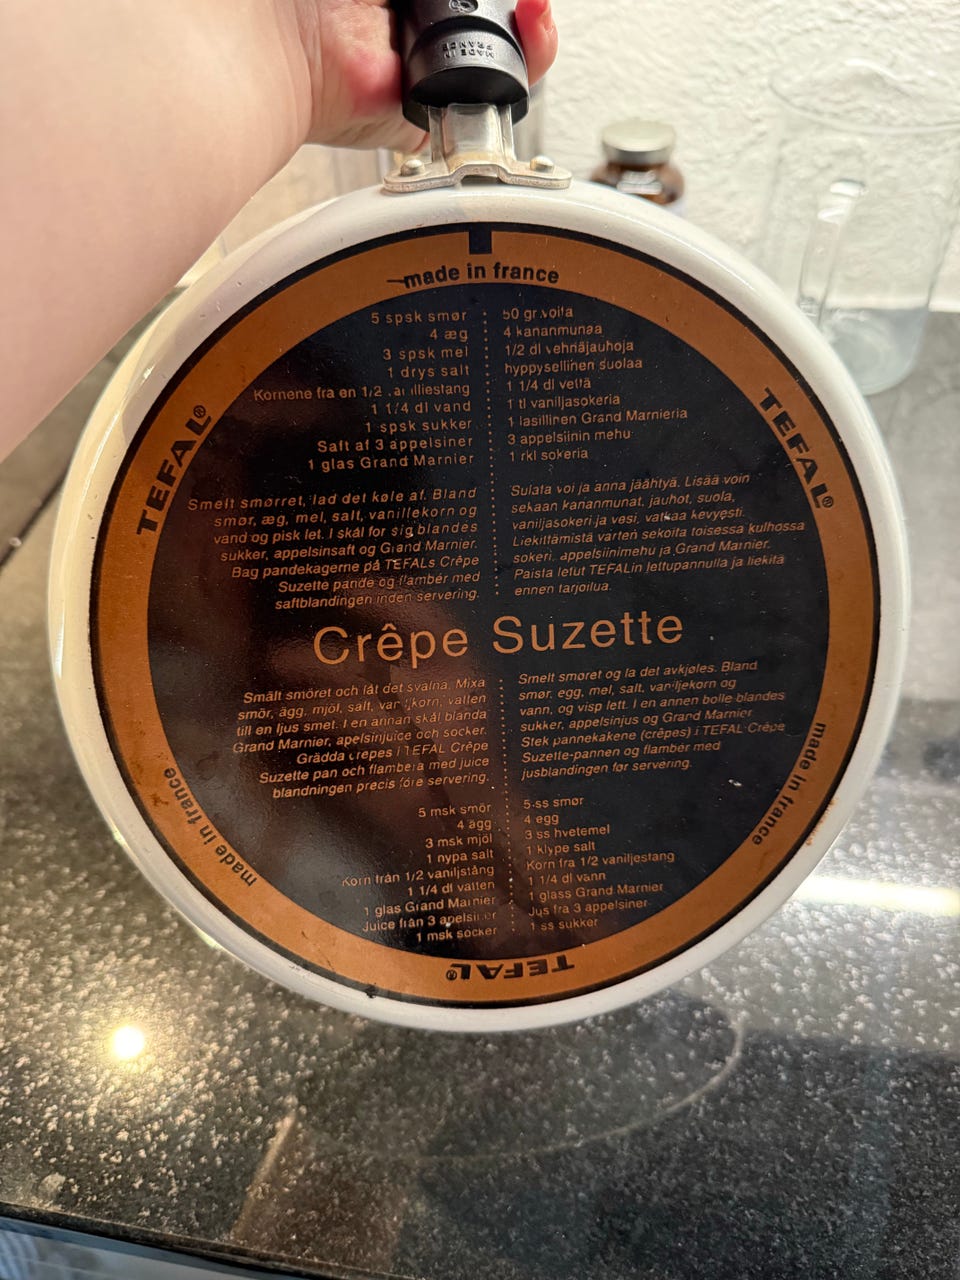 MADE IN
FRANCE
made in france
TEFAL®
TEFAL®
5 spsk smør
4 æg
3 spsk mel
1 drys salt
Kornene fra en 1/2
1 1/4 dl vand
1 spsk sukker
Saft af 3 appelsiner
1 glas Grand Marnier
Smelt smørret, lad det køle af. Bland
smør, æg, mel, salt, vanillekorn og
vand og pisk let. I skål for sig blandes
sukker, appelsinsaft og Grand Marnier.
Bag pandekagerne på TEFALs Crêpe
Suzette pande og flambér med
saftblandingen inden servering.
50 gr voita
4 kananmunaa
1/2 dl vehnäjauhoja
hyppysellinen suolaa
1 1/4 dl vettä
1 tl vaniljasokeria
1 lasillinen Grand Marnieria
3 appelsiinin mehu
1 rkl sokeria
Sulata voi ja anna jäähtyä. Lisää voin
sekaan kananmunat, jauhot, suola,
vaniljasokeri ja vesi, vatkaa kevyesti.
Liekittämistä varten sekoita toisessa kulhossa
sokeri, appelsiinimehu ja Grand Marnier.
Paista letut TEFALin lettupannulla ja liekitä
ennen tarjoilua.
Crêpe Suzette
Smält smöret och låt det svalna. Mixa
smör, ägg, mjöl, salt, vaniljkorn, vatten
till en ljus smet. I en annan skål blanda
Grand Marnier, apelsinjuice och socker.
Grädda crepes i TEFAL Crêpe
Suzette pan och flambera med juice
blandningen precis före servering.
5 msk smör
4 ägg
3 msk mjöl
1 nypa salt
Korn från 1/2 vaniljstång
1 1/4 dl vatten
1 glas Grand Marnier
Juice från 3 apelsiner
1 msk socker
Smelt smøret og la det avkjøles. Bland
smør, egg, mel, salt, vaniljekorn og
vann, og visp lett. I en annen bolle blandes
sukker, appelsinjus og Grand Marnier
Stek pannekakene (crêpes) i TEFAL Crêpe
Suzette-pannen og flambér med
jusblandingen før servering.
5 ss smør
4 egg
3 ss hvetemel
1 klype salt
Korn fra 1/2 vaniljestang
1 1/4 dl vann
1 glass Grand Marnier
Jus fra 3 appelsiner
1 ss sukker
made in france
made in france
TEFAL®